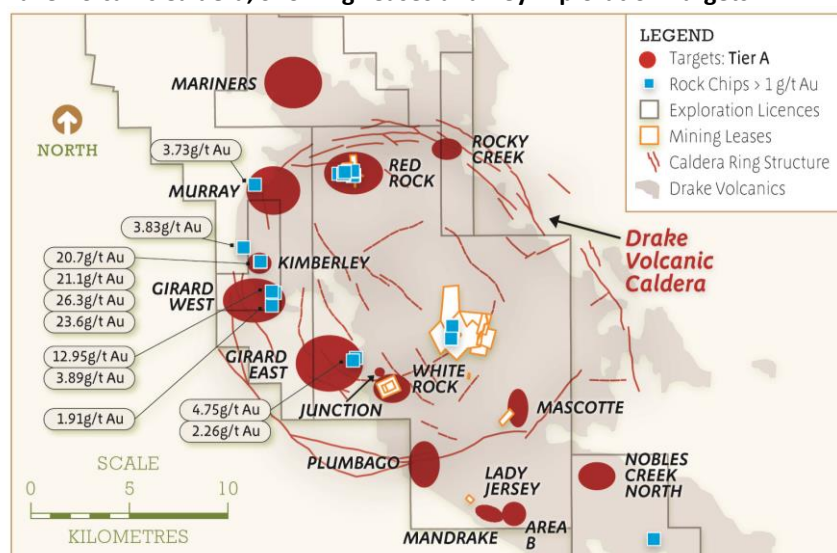 LEGEND
Targets: Tier A
Rock Chips > 1 g/t Au
Exploration Licences
Mining Leases
Caldera Ring Structure
Drake Volcanics
MARINERS
NORTH
3.73g/t Au
MURRAY
RED
ROCK
ROCKY
CREEK
3.83g/t Au
Drake
Volcanic
Caldera
20.7g/t Au
21.1g/t Au
26.3g/t Au
23.6g/t Au
KIMBERLEY
GIRARD
WEST
12.95g/t Au
3.89g/t Au
1.91g/t Au
GIRARD
EAST
4.75g/t Au
2.26g/t Au
JUNCTION
WHITE
ROCK
MASCOTTE
PLUMBAGO
LADY
JERSEY
MANDRAKE
AREA
B
NOBLES
CREEK
NORTH
SCALE
0 5 10
KILOMETRES